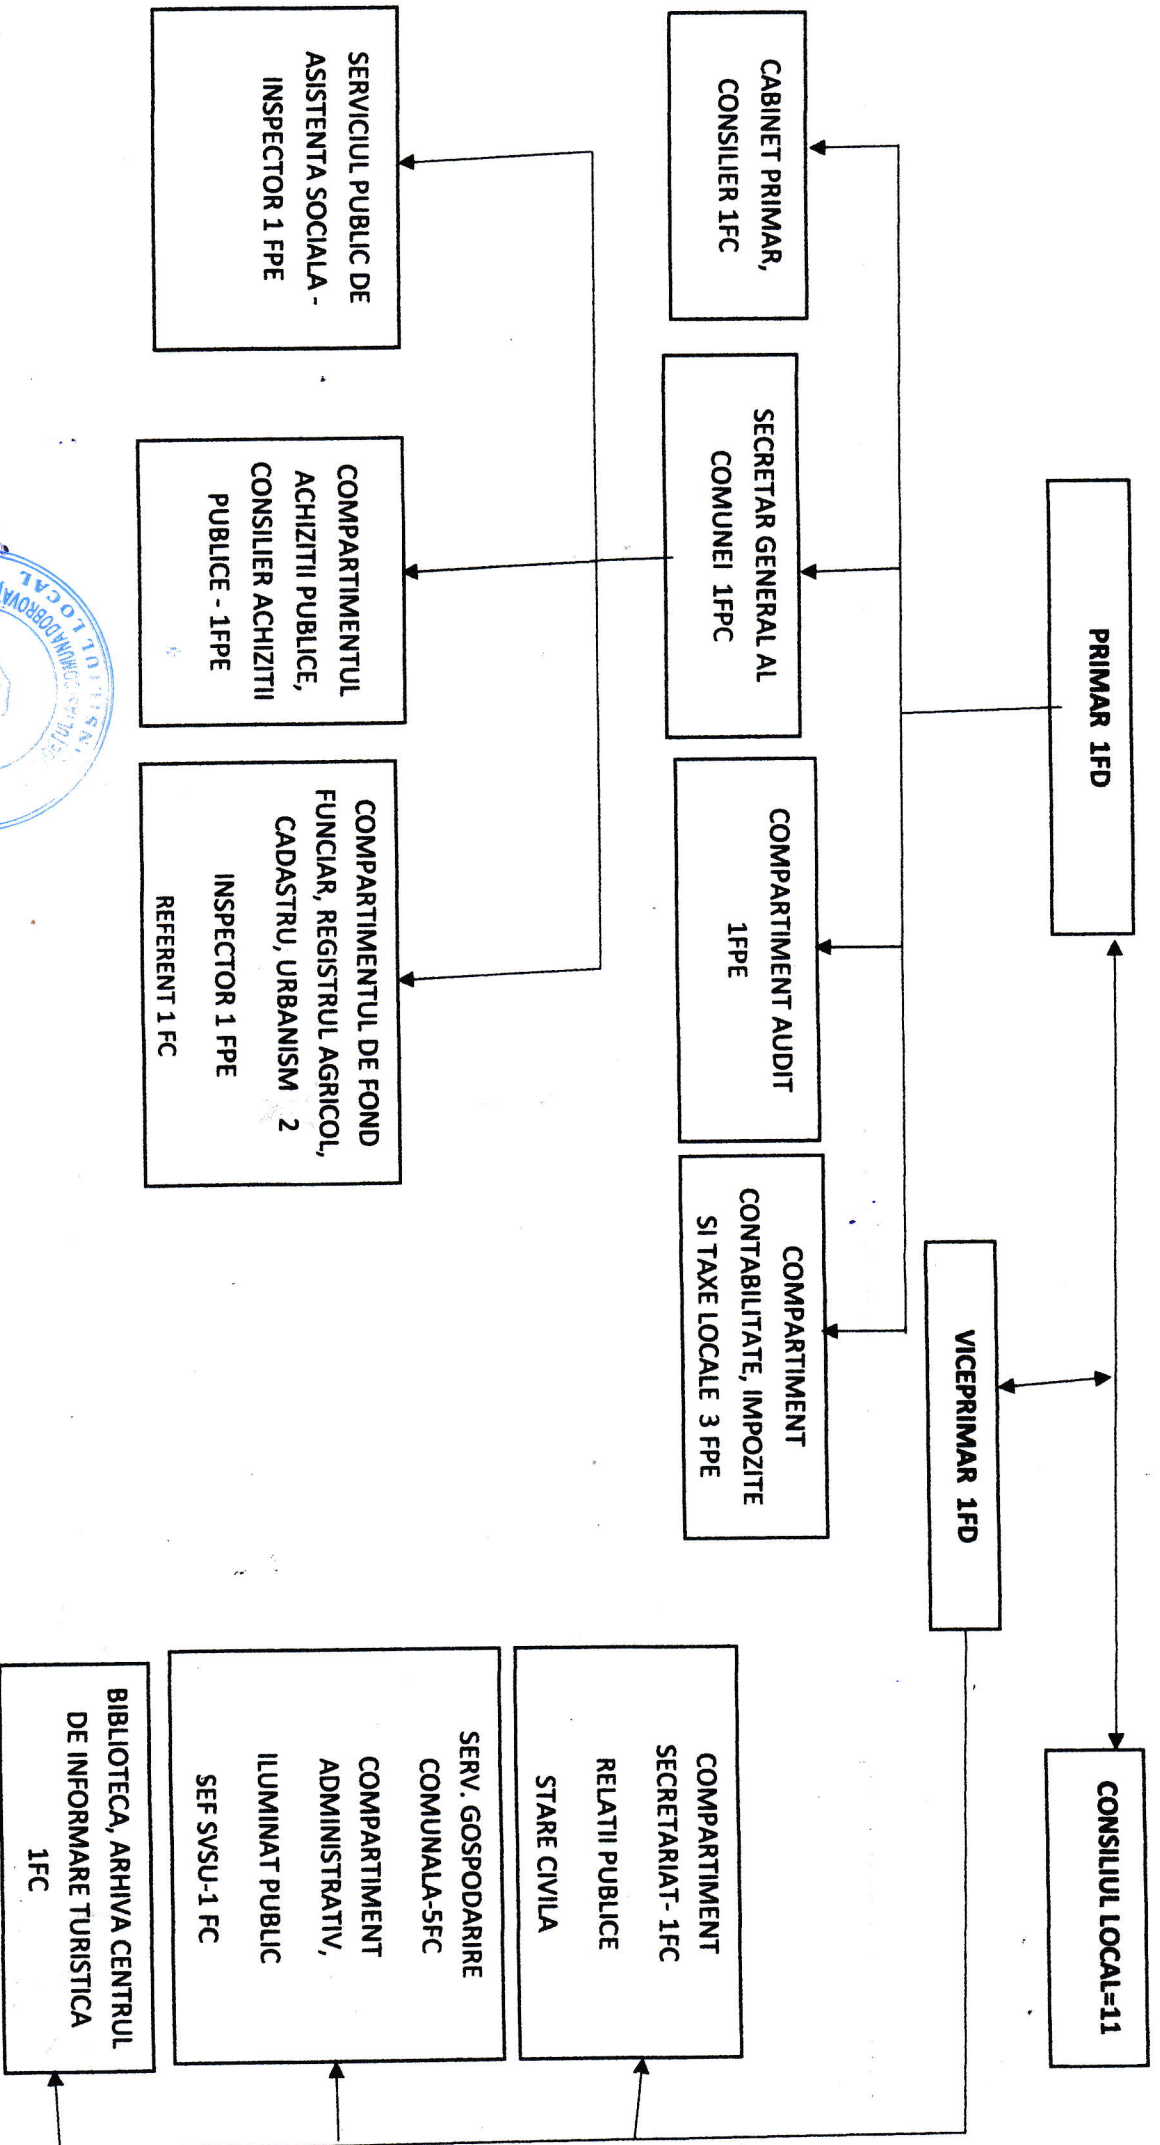 PRIMAR 1FD
CONSILIUL LOCAL=11
VICEPRIMAR 1FD
CABINET PRIMAR,
CONSILIER 1FC
SECRETAR GENERAL AL
COMUNEI 1FPC
COMPARTIMENT AUDIT
1FPE
COMPARTIMENT
CONTABILITATE, IMPOZITE
SI TAXE LOCALE 3 FPE
COMPARTIMENT
SECRETARIAT- 1FC
RELATII PUBLICE
STARE CIVILA
SERV. GOSPODARIRE
COMUNALA-5FC
COMPARTIMENT
ADMINISTRATIV,
ILUMINAT PUBLIC
SEF SVSU-1 FC
BIBLIOTECA, ARHIVA CENTRUL
DE INFORMARE TURISTICA
1FC
SERVICIUL PUBLIC DE
ASISTENTA SOCIALA -
INSPECTOR 1 FPE
COMPARTIMENTUL
ACHIZITII PUBLICE,
CONSILIER ACHIZITII
PUBLICE - 1FPE
COMPARTIMENTUL DE FOND
FUNCIAR, REGISTRUL AGRICOL,
CADASTRU, URBANISM 2
INSPECTOR 1 FPE
REFERENT 1 FC
LOCAL
COMUNA